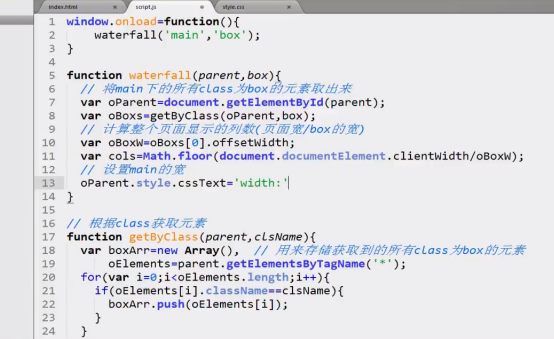 index.html × script.js style.css ×
1 window.onload=function(){
2 waterfall('main','box');
3 }
4
5 function waterfall(parent,box){
6 // 将main下的所有class为box的元素取出来
7 var oParent=document.getElementById(parent);
8 var oBoxs=getByClass(oParent,box);
9 // 计算整个页面显示的列数(页面宽/box的宽)
10 var oBoxW=oBoxs[0].offsetWidth;
11 var cols=Math.floor(document.documentElement.clientWidth/oBoxW);
12 // 设置main的宽
13 oParent.style.cssText='width:'
14 }
15
16 // 根据class获取元素
17 function getByClass(parent,clsName){
18 var boxArr=new Array(), // 用来存储获取到的所有class为box的元素
19 oElements=parent.getElementsByTagName('*');
20 for(var i=0;i<oElements.length;i++){
21 if(oElements[i].className==clsName){
22 boxArr.push(oElements[i]);
23 }
24 }